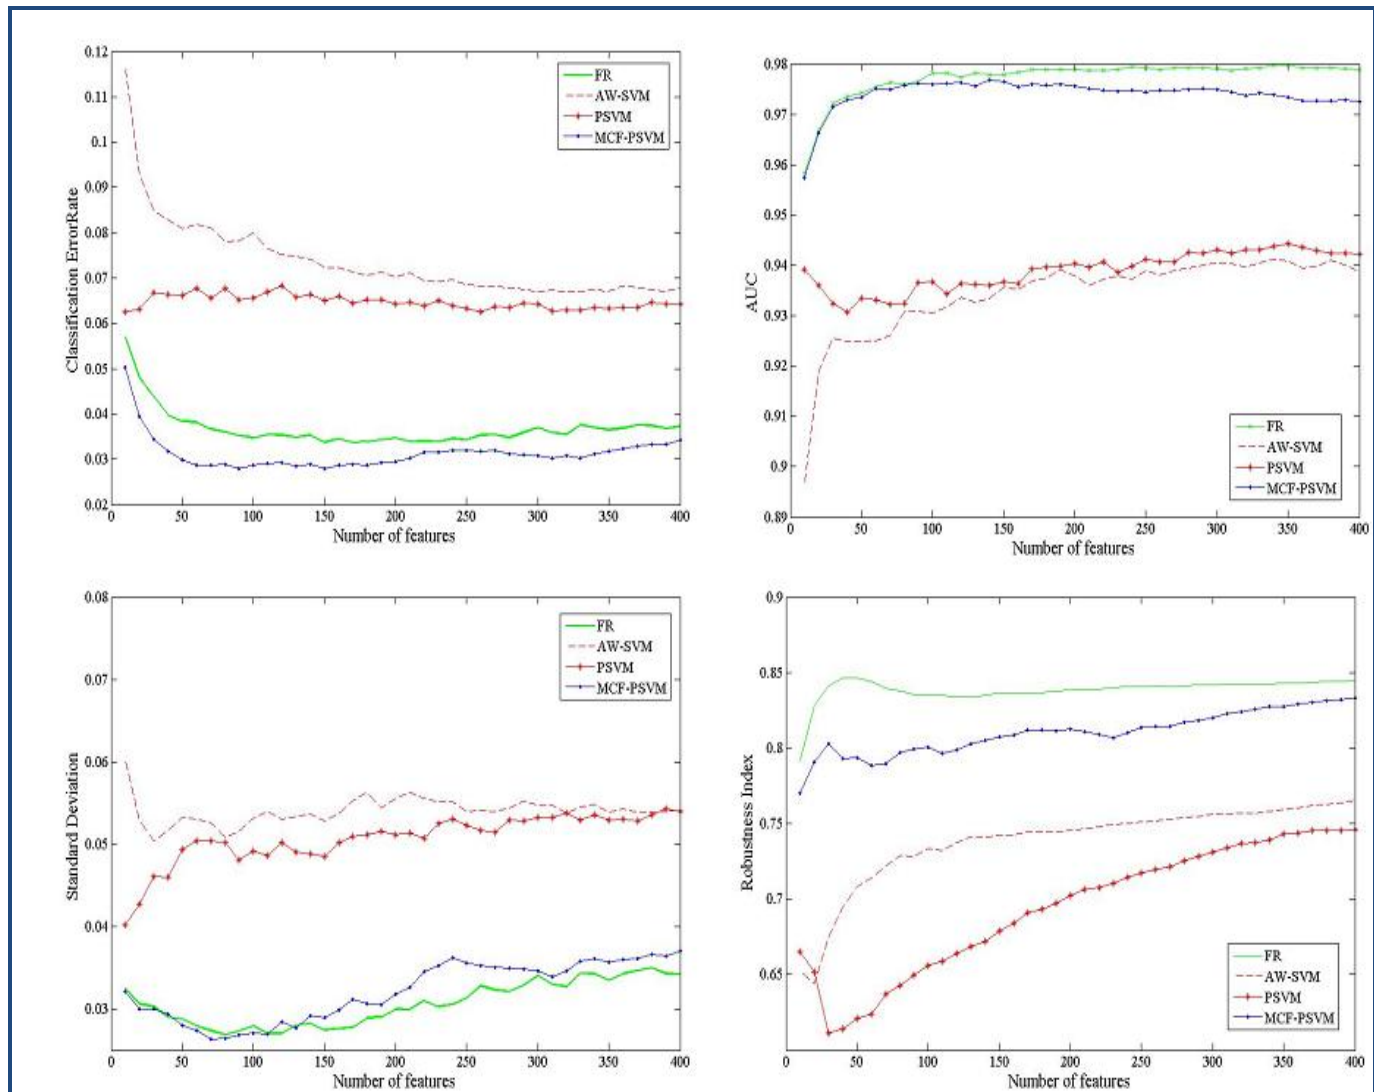 0.12
0.11
0.1
0.09
0.08
0.07
0.06
0.05
0.04
0.03
0.02
Classification ErrorRate
FR
AW-SVM
PSVM
MCF-PSVM
0 50 100 150 200 250 300 350 400
Number of features
0.98
0.97
0.96
0.95
0.94
0.93
0.92
0.91
0.9
0.89
AUC
FR
AW-SVM
PSVM
MCF-PSVM
0 50 100 150 200 250 300 350 400
Number of features
0.08
0.07
0.06
0.05
0.04
0.03
Standard Deviation
FR
AW-SVM
PSVM
MCF-PSVM
0 50 100 150 200 250 300 350 400
Number of features
0.9
0.85
0.8
0.75
0.7
0.65
Robustness Index
FR
AW-SVM
PSVM
MCF-PSVM
0 50 100 150 200 250 300 350 400
Number of features